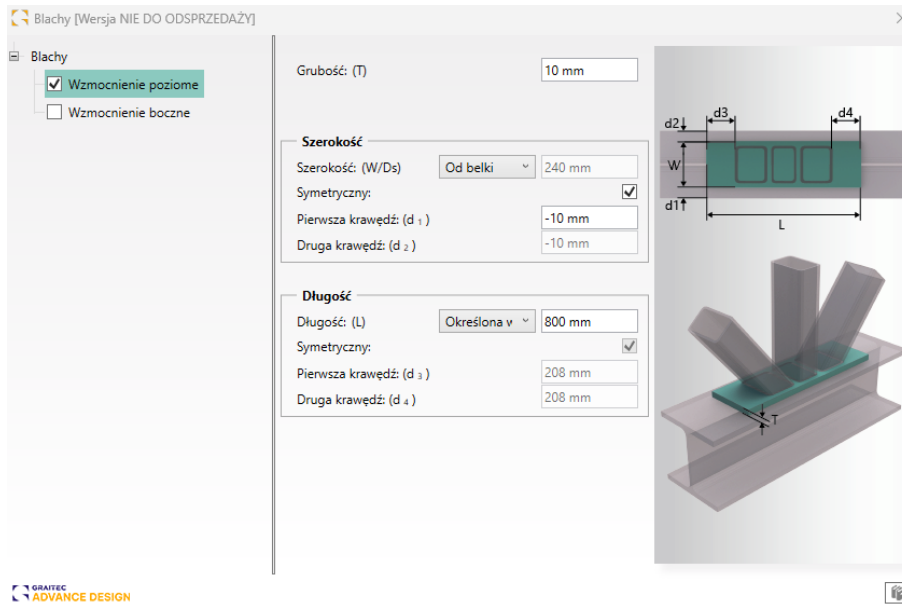 Blachy [Wersja NIE DO ODSPRZEDAŻY]
Blachy
Wzmocnienie poziome
Wzmocnienie boczne
Grubość: (T) 10 mm
Szerokość
Szerokość: (W/Ds) Od belki 240 mm
Symetryczny:
Pierwsza krawędź: (d 1 ) -10 mm
Druga krawędź: (d 2 ) -10 mm
Długość
Długość: (L) Określona w 800 mm
Symetryczny:
Pierwsza krawędź: (d 3 ) 208 mm
Druga krawędź: (d 4 ) 208 mm
d3 d4
d2
W
d1
L
T
GRAITEC
ADVANCE DESIGN